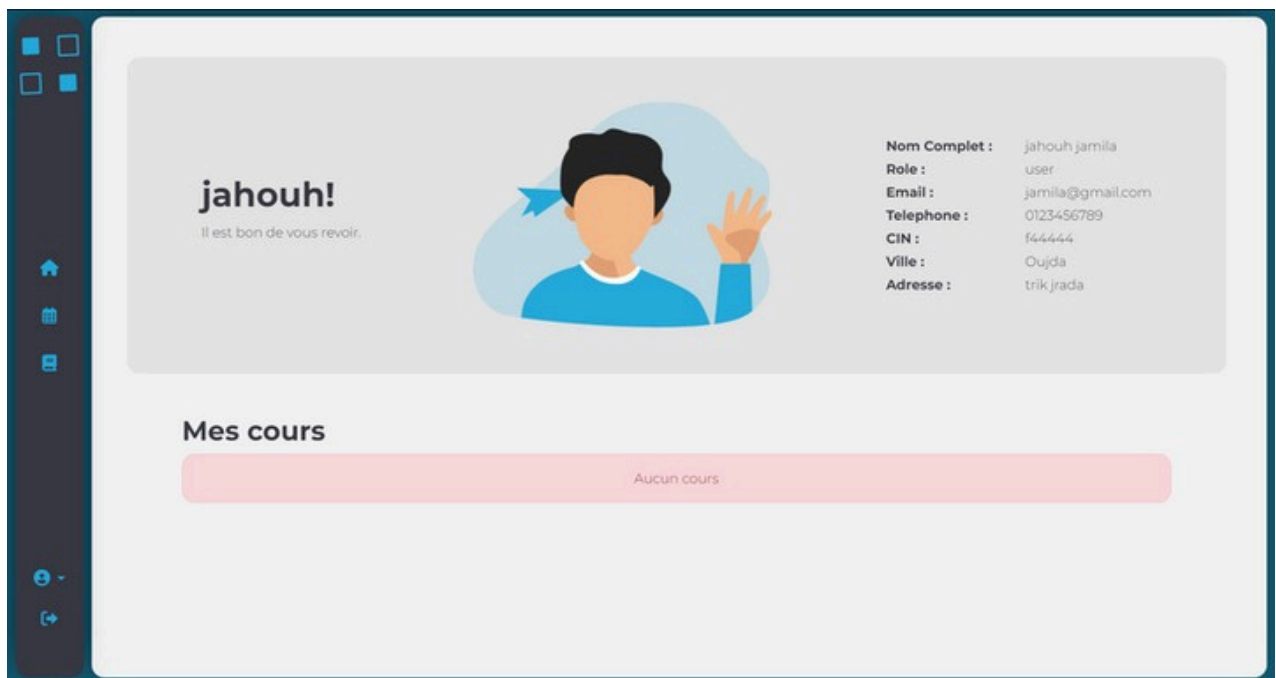 jahouh!
Il est bon de vous revoir.
Nom Complet : jahouh jamila
Role : user
Email : jamila@gmail.com
Telephone : 0123456789
CIN : f44444
Ville : Oujda
Adresse : trik jrada
Mes cours
Aucun cours